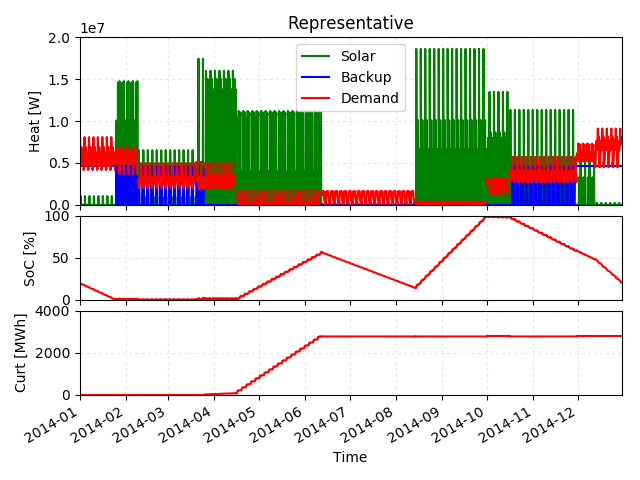 Representative
1e7
2.0
1.5
1.0
0.5
0.0
Heat [W]
Solar
Backup
Demand
100
50
0
SoC [%]
4000
2000
0
Curt [MWh]
2014-01
2014-02
2014-03
2014-04
2014-05
2014-06
2014-07
2014-08
2014-09
2014-10
2014-11
2014-12
Time